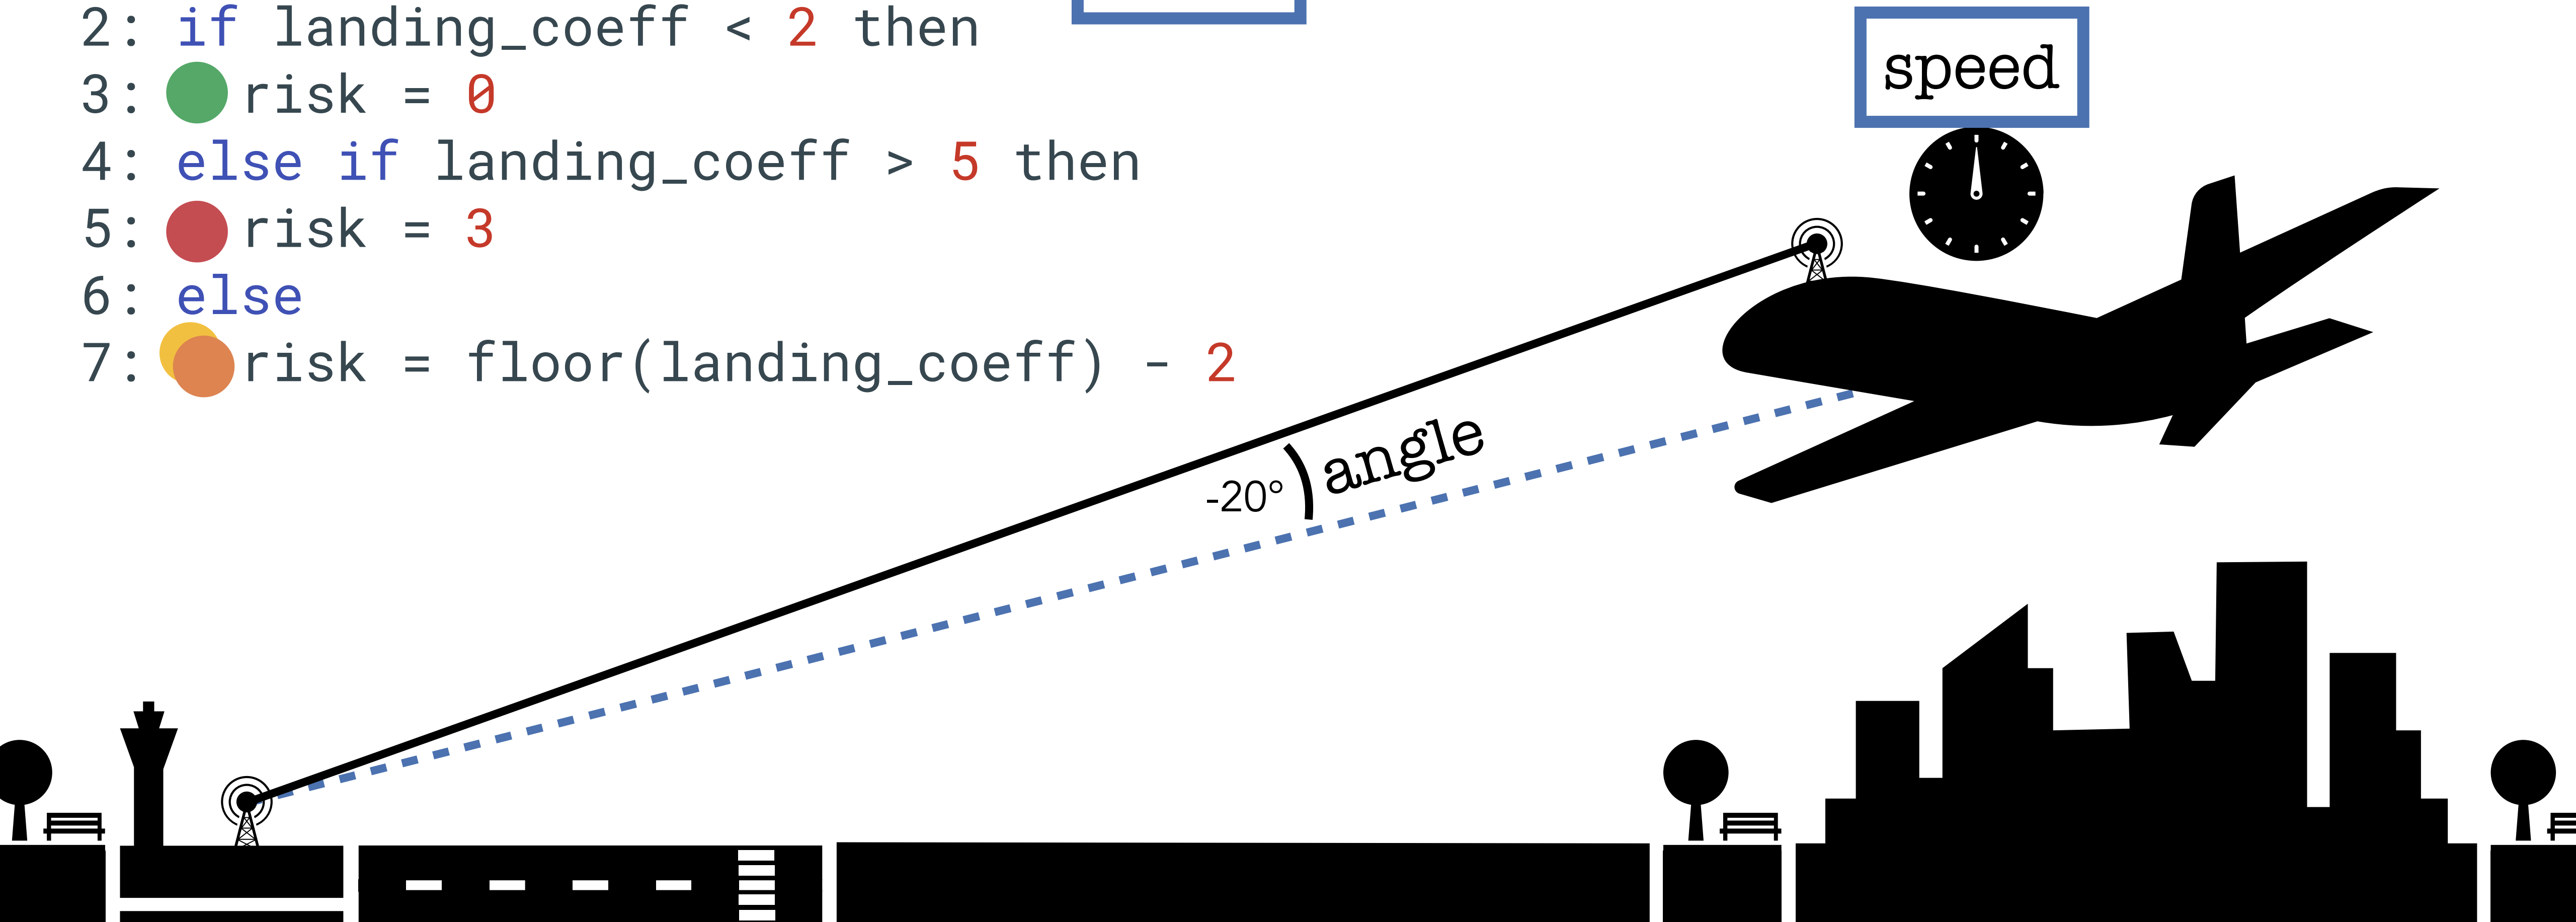 2: if landing_coeff < 2 then
3: risk = 0
4: else if landing_coeff > 5 then
5: risk = 3
6: else
7: risk = floor(landing_coeff) - 2
speed
-20° angle